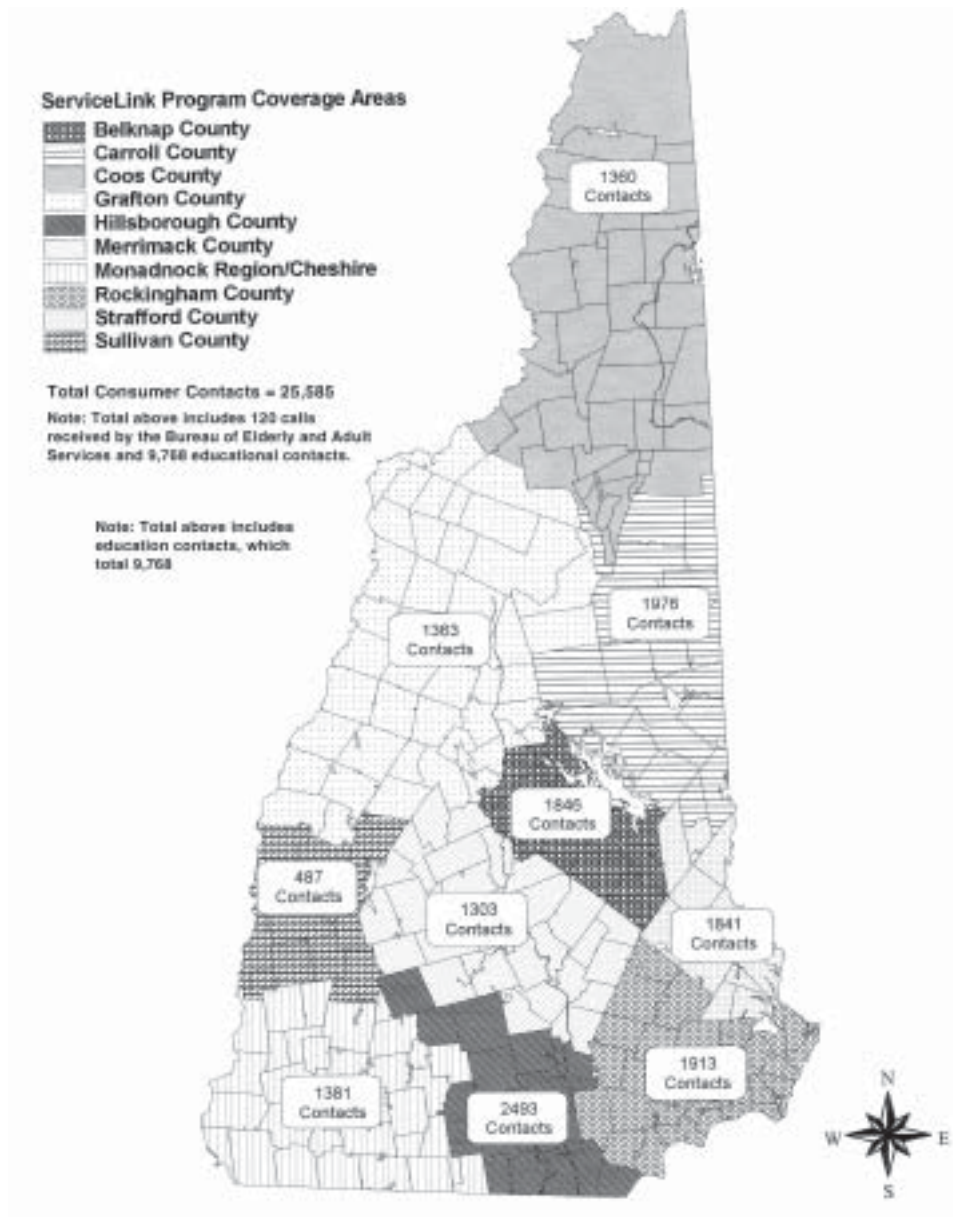 ServiceLink Program Coverage Areas
Belknap County
Carroll County
Coos County
Grafton County
Hillsborough County
Merrimack County
Monadnock Region/Cheshire
Rockingham County
Strafford County
Sullivan County
Total Consumer Contacts = 25,585
Note: Total above includes 120 calls
received by the Bureau of Elderly and Adult
Services and 9,768 educational contacts.
Note: Total above includes
education contacts, which
total 9,768
1360
Contacts
1976
Contacts
1363
Contacts
1846
Contacts
487
Contacts
1303
Contacts
1841
Contacts
1913
Contacts
1381
Contacts
2493
Contacts
N
W
E
S